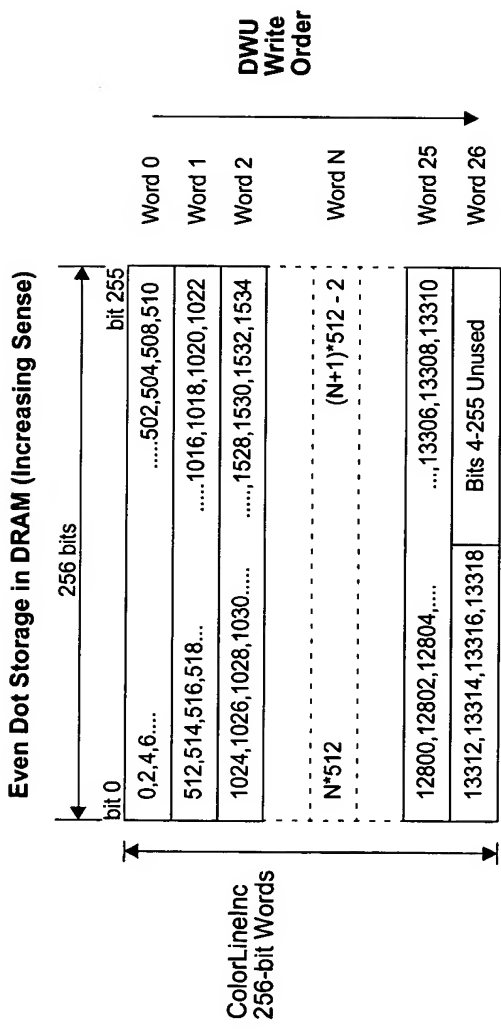 Even Dot Storage in DRAM (Increasing Sense)
256 bits
bit 0
bit 255
0,2,4,6.....
......502,504,508,510
Word 0
512,514,516,518...
......1016,1018,1020,1022
Word 1
1024,1026,1028,1030.....
......,1528,1530,1532,1534
Word 2
N*512
(N+1)*512 - 2
Word N
12800,12802,12804,....
...,13306,13308,13310
Word 25
13312,13314,13316,13318
Bits 4-255 Unused
Word 26
ColorLineInc
256-bit Words
DWU
Write
Order